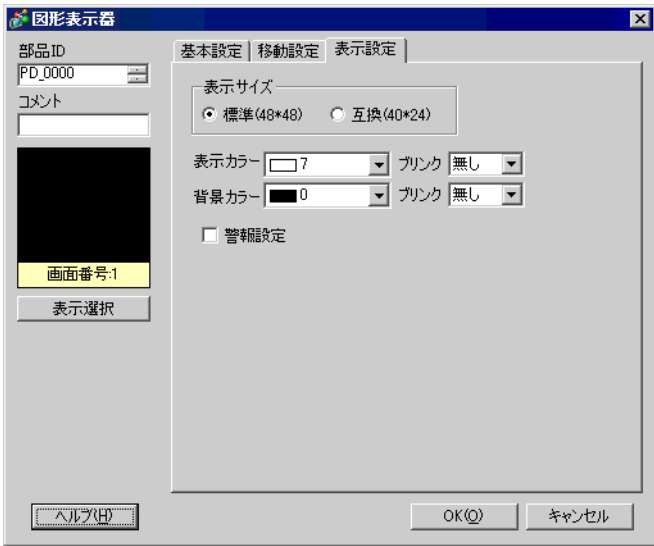 図形表示器
部品ID
PD_0000
コメント
画面番号:1
表示選択
基本設定 移動設定 表示設定
表示サイズ
標準(48*48) 互換(40*24)
表示カラー 7 ブリンク 無し
背景カラー 0 ブリンク 無し
警報設定
ヘルプ(H) OK(O) キャンセル